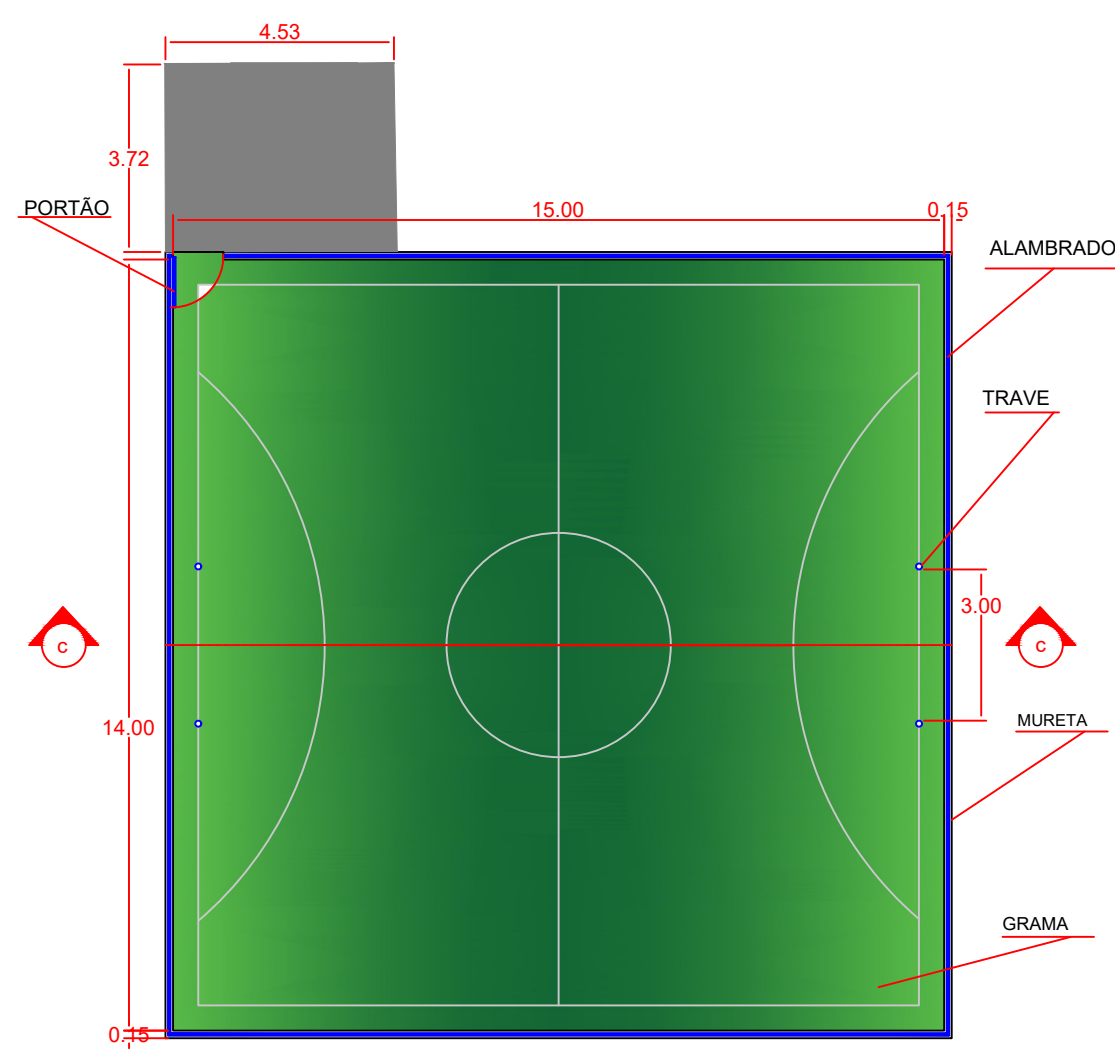 4.53
3.72
PORTÃO
15.00
0.15
ALAMBRADO
TRAVE
3.00
C
C
14.00
MURETA
GRAMA
0.15